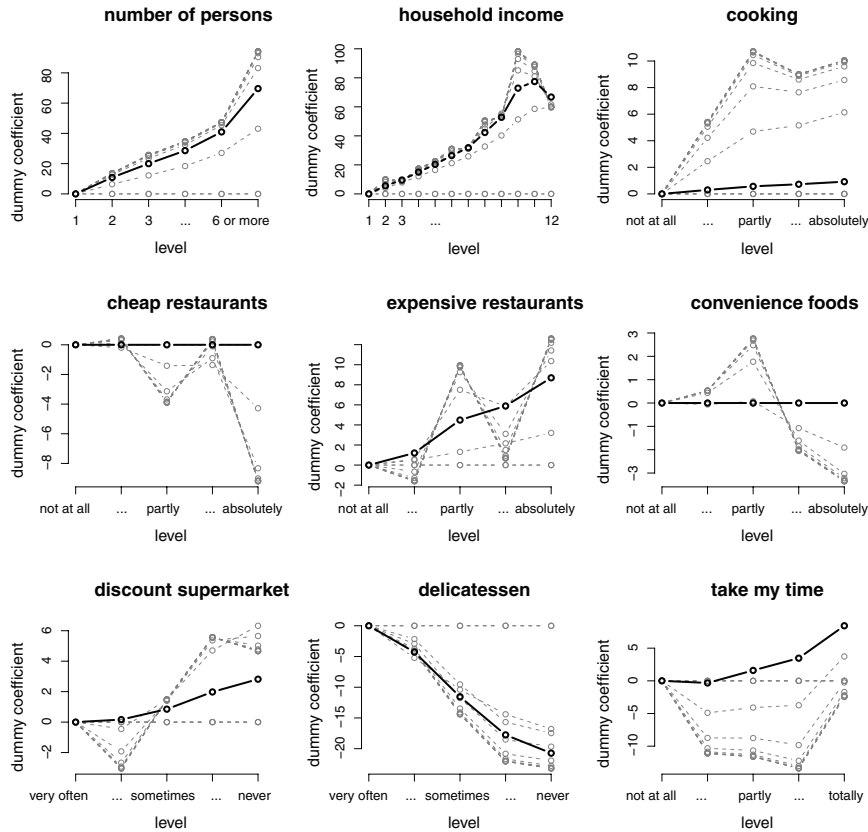 number of persons
dummy coefficient
80
60
40
20
0
1 2 3 ... 6 or more
level
household income
dummy coefficient
100
80
60
40
20
0
1 2 3 ... 12
level
cooking
dummy coefficient
10
8
6
4
2
0
not at all ... partly ... absolutely
level
cheap restaurants
dummy coefficient
0
−2
−4
−6
−8
not at all ... partly ... absolutely
level
expensive restaurants
dummy coefficient
10
8
6
4
2
0
−2
not at all ... partly ... absolutely
level
convenience foods
dummy coefficient
3
2
1
0
−1
−3
not at all ... partly ... absolutely
level
discount supermarket
dummy coefficient
6
4
2
0
2
very often ... sometimes ... never
level
delicatessen
dummy coefficient
0
−5
−10
−15
−20
very often ... sometimes ... never
level
take my time
dummy coefficient
5
0
−5
−10
not at all ... partly ... totally
level